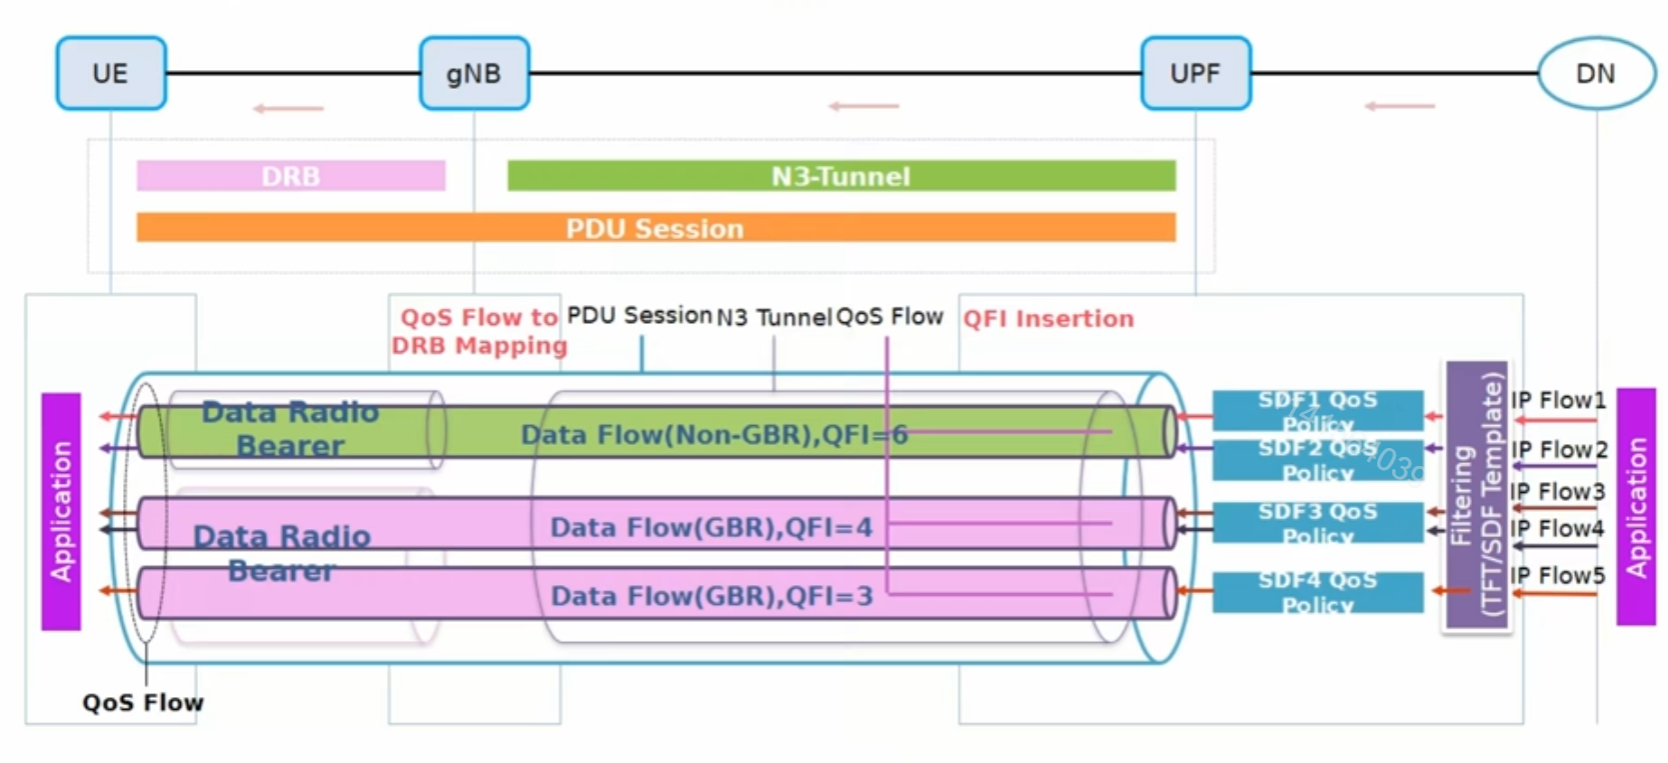 UE
gNB
UPF
DN
DRB
N3-Tunnel
PDU Session
QoS Flow to
DRB Mapping
PDU Session
N3 Tunnel
QoS Flow
QFI Insertion
Application
Data Radio
Bearer
Data Flow(Non-GBR),QFI=6
Data Radio
Bearer
Data Flow(GBR),QFI=4
Data Flow(GBR),QFI=3
SDF1 QoS
Policy
SDF2 QoS
Policy
SDF3 QoS
Policy
SDF4 QoS
Policy
Filtering
(TFT/SDF Template)
IP Flow1
IP Flow2
IP Flow3
IP Flow4
IP Flow5
Application
QoS Flow